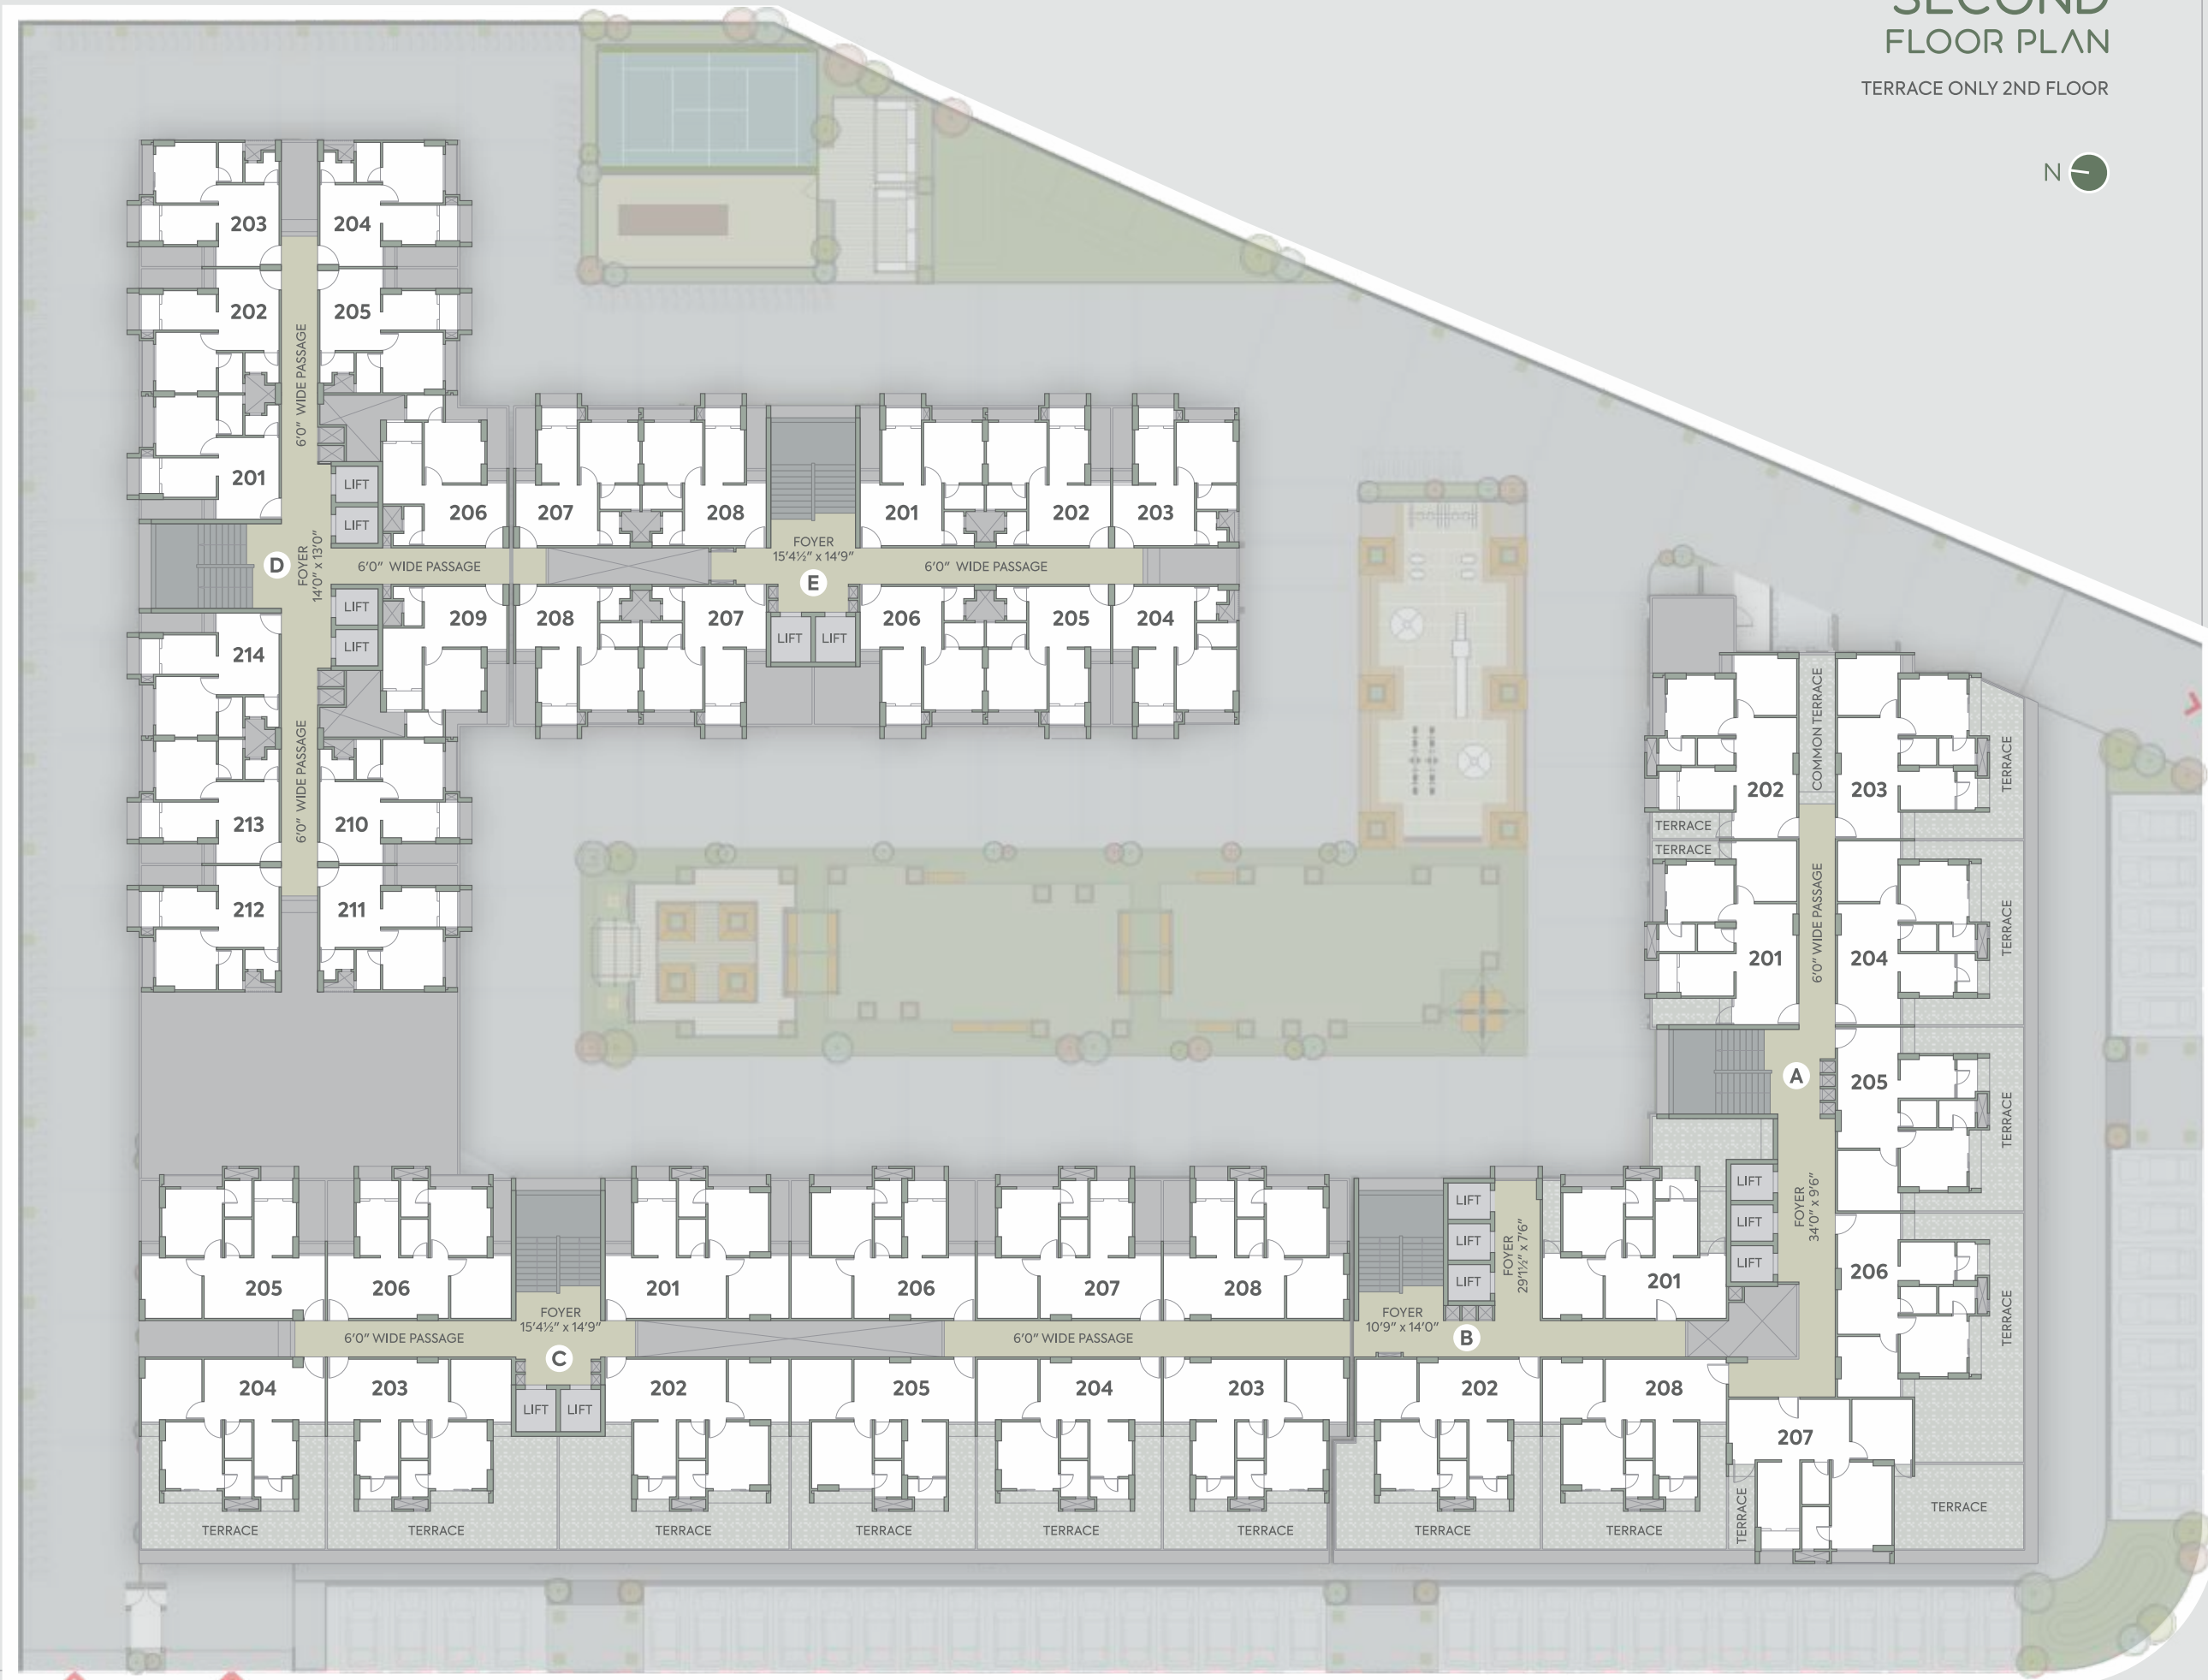 SECOND
FLOOR PLAN
TERRACE ONLY 2ND FLOOR
N
203
204
202
205
6'0" WIDE PASSAGE
201
LIFT
LIFT
206
D
FOYER
14'0" x 13'0"
6'0" WIDE PASSAGE
LIFT
LIFT
209
214
6'0" WIDE PASSAGE
213
210
212
211
207
208
201
202
203
FOYER
15'4½" x 14'9"
E
6'0" WIDE PASSAGE
208
207
LIFT
LIFT
206
205
204
COMMON TERRACE
202
203
TERRACE
TERRACE
TERRACE
6'0" WIDE PASSAGE
201
204
TERRACE
A
205
TERRACE
LIFT
LIFT
LIFT
FOYER
34'0" x 9'6"
206
TERRACE
207
TERRACE
TERRACE
205
206
201
206
207
208
LIFT
LIFT
LIFT
FOYER
29'1½" x 7'6"
201
6'0" WIDE PASSAGE
FOYER
15'4½" x 14'9"
C
6'0" WIDE PASSAGE
FOYER
10'9" x 14'0"
B
204
203
LIFT
LIFT
202
205
204
203
202
208
TERRACE
TERRACE
TERRACE
TERRACE
TERRACE
TERRACE
TERRACE
TERRACE